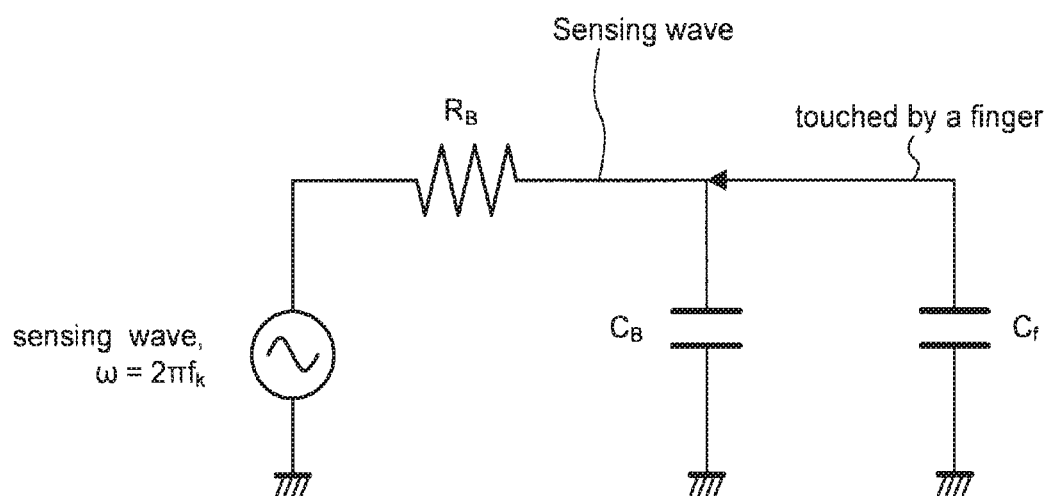 Sensing wave
R_B
touched by a finger
sensing wave,
ω = 2πf_k
C_B
C_f